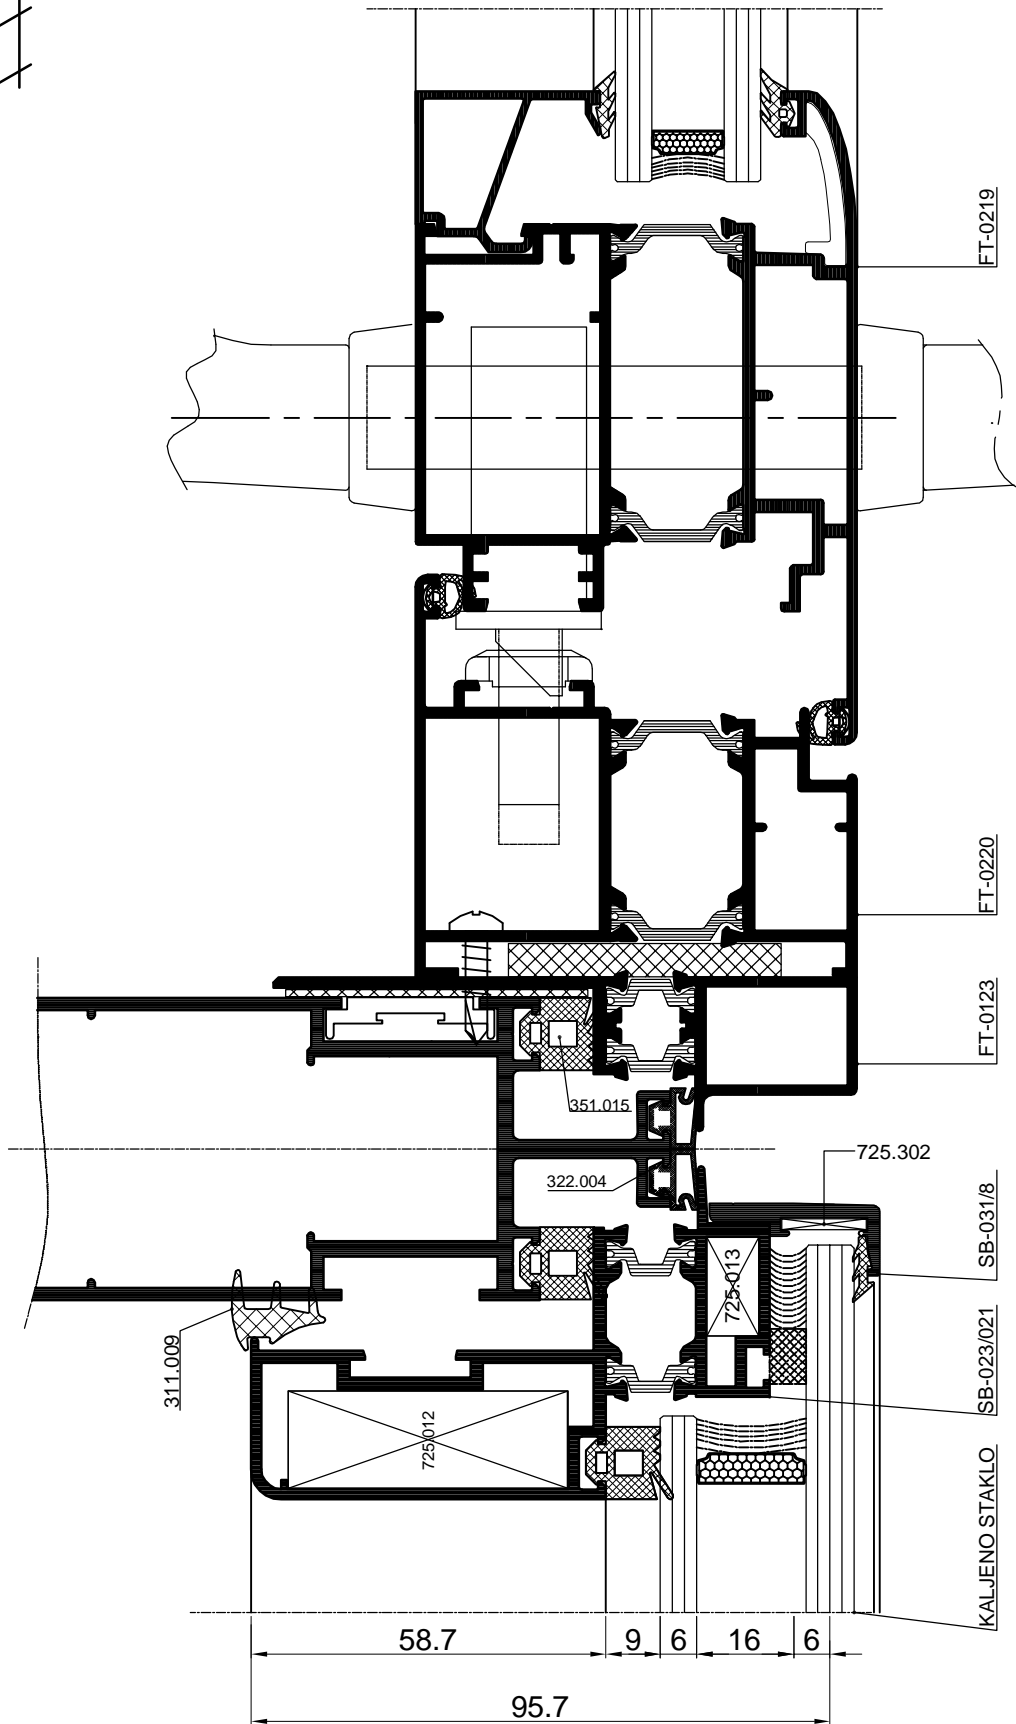 FT-0219
FT-0220
FT-0123
351.015
322.004
725.302
SB-031/8
725.013
311.009
SB-023/021
725.012
KALJENO STAKLO
58.7
9
6
16
6
95.7